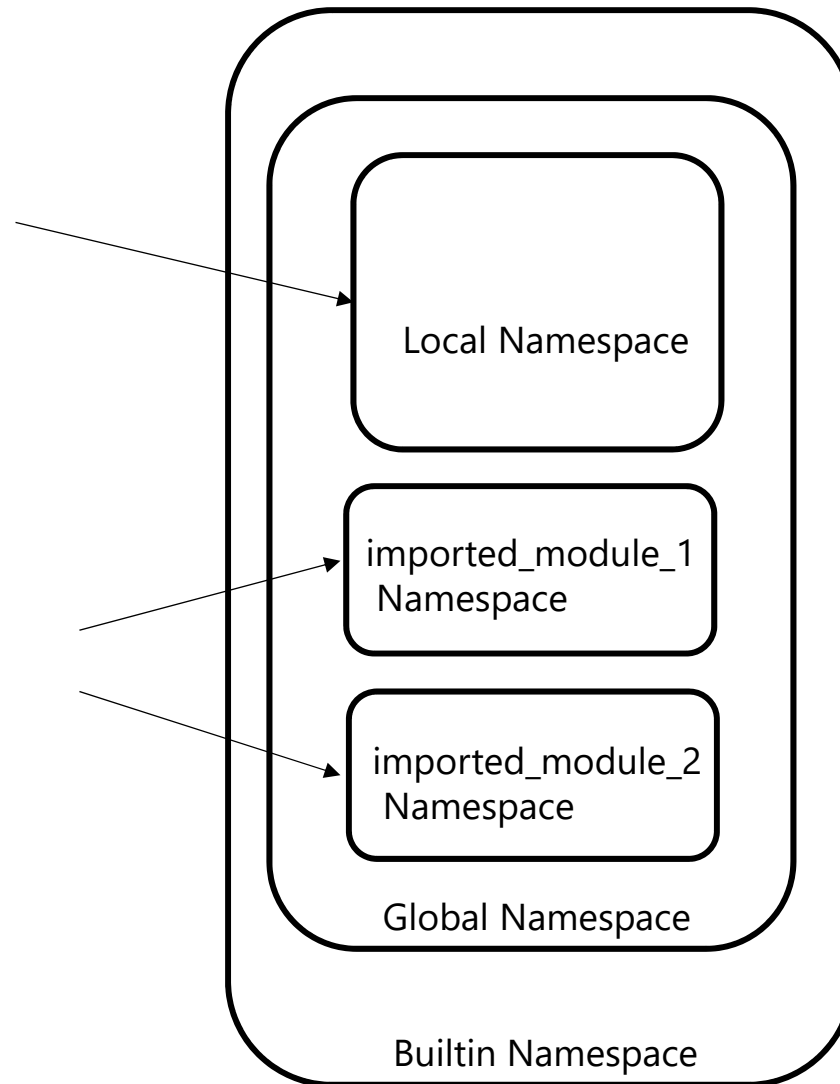 Local Namespace
imported_module_1
Namespace
imported_module_2
Namespace
Global Namespace
Builtin Namespace